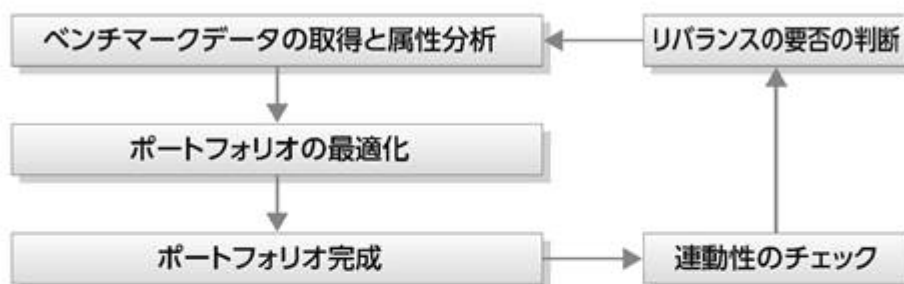 ベンチマークデータの取得と属性分析
リバランスの要否の判断
ポートフォリオの最適化
ポートフォリオ完成
連動性のチェック